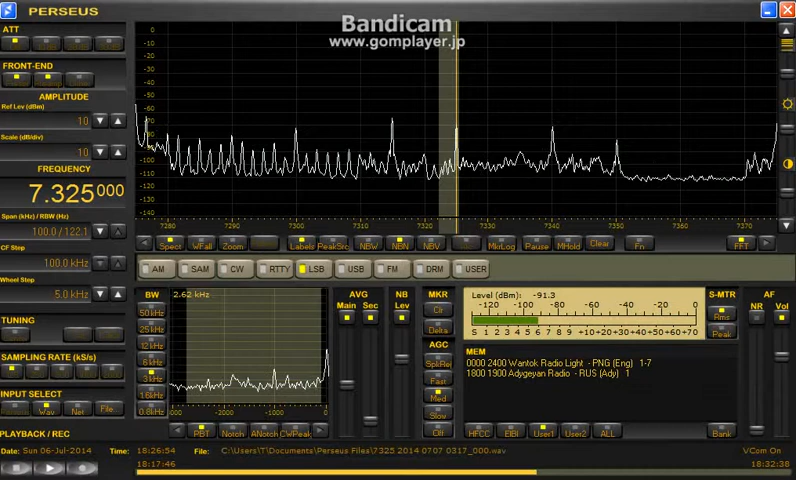 PERSEUS
Bandicam
www.gomplayer.jp
ATT
FRONT-END
AMPLITUDE
Ref Lev (dBm)
10
Scale (dB/div)
10
FREQUENCY
7.325000
Span (kHz) / RBW (Hz)
100.0 / 122.1
CF Step
100.0 kHz
Wheel Step
5.0 kHz
TUNING
SAMPLING RATE (kS/s)
INPUT SELECT
Wav Net File
PLAYBACK / REC
0
-10
-20
-30
-40
-50
-60
-70
-80
-90
-100
-110
-120
-130
-140
7280 7290 7300 7310 7320 7330 7340 7350 7360 7370
Spect WFall Zoom Labels PeakSrc NBW NBN NBV MkrLog Pause MHold Clear Fn FFT
AM SAM CW RTTY LSB USB FM DRM USER
BW
50 kHz
25 kHz
12 kHz
6 kHz
3 kHz
1.6 kHz
0.8 kHz
2.62 kHz
-2000 -1000 0
PBT Notch ANotch CWPeak
AVG
Main Sec
NB
Lev
MKR
Clr
Delta
AGC
Fast
Med
Slow
Off
Level (dBm): -91.3
-120 -100 -80 -60 -40 -20 0
S 1 2 3 4 5 6 7 8 9 +10 +20 +30 +40 +50 +60 +70
S-MTR
Rms
Peak
AF
NR Vol
MEM
0000 2400 Wantok Radio Light - PNG (Eng) 1-7
1800 1900 Adygeyan Radio - RUS (Ady) 1
HFCC EIBI User1 User2 ALL Bank
Date: Sun 06-Jul-2014 Time: 18:26:54 File: C:\Users\T\Documents\Perseus Files\7325 2014 0707 0317_000.wav VCom On
18:17:46 18:32:38